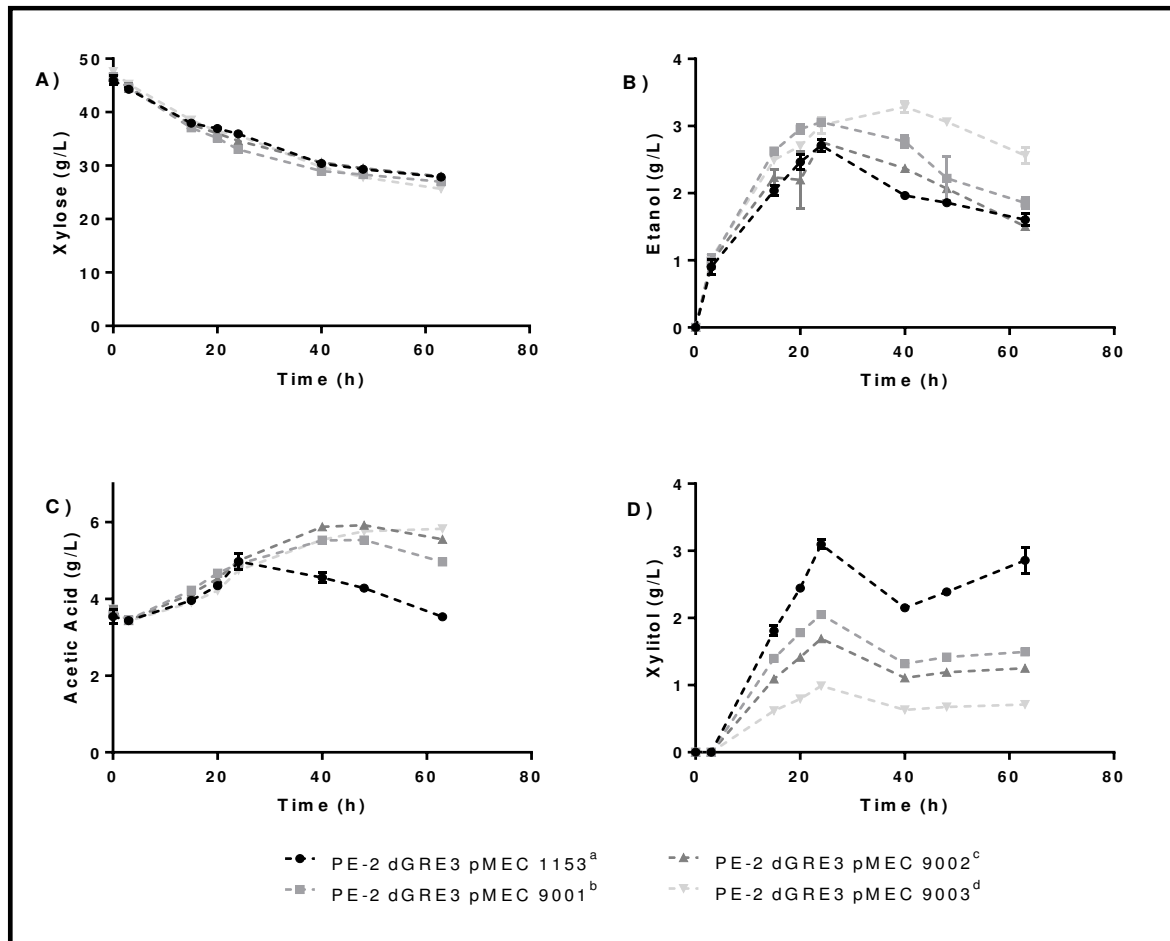 A)
Xylose (g/L)
50
40
30
20
10
0
0 20 40 60 80
Time (h)
B)
Etanol (g/L)
4
3
2
1
0
0 20 40 60 80
Time (h)
C)
Acetic Acid (g/L)
6
4
2
0
0 20 40 60 80
Time (h)
D)
Xylitol (g/L)
4
3
2
1
0
0 20 40 60 80
Time (h)
PE-2 dGRE3 pMEC 1153a
PE-2 dGRE3 pMEC 9001b
PE-2 dGRE3 pMEC 9002c
PE-2 dGRE3 pMEC 9003d